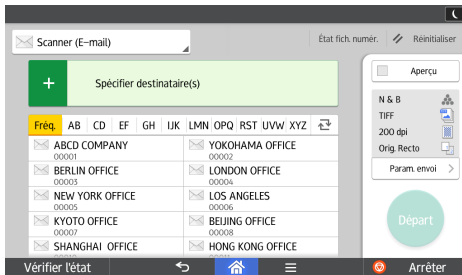 Scanner (E-mail)
État fich. numér.
Réinitialiser
+ Spécifier destinataire(s)
Aperçu
N & B
TIFF
200 dpi
Orig. Recto
Param. envoi
Départ
Fréq. AB CD EF GH IJK LMN OPQ RST UVW XYZ
ABCD COMPANY
00001
YOKOHAMA OFFICE
00002
BERLIN OFFICE
00003
LONDON OFFICE
00004
NEW YORK OFFICE
00005
LOS ANGELES
00006
KYOTO OFFICE
00007
BEIJING OFFICE
00008
SHANGHAI OFFICE
HONG KONG OFFICE
Vérifier l'état
Arrêter